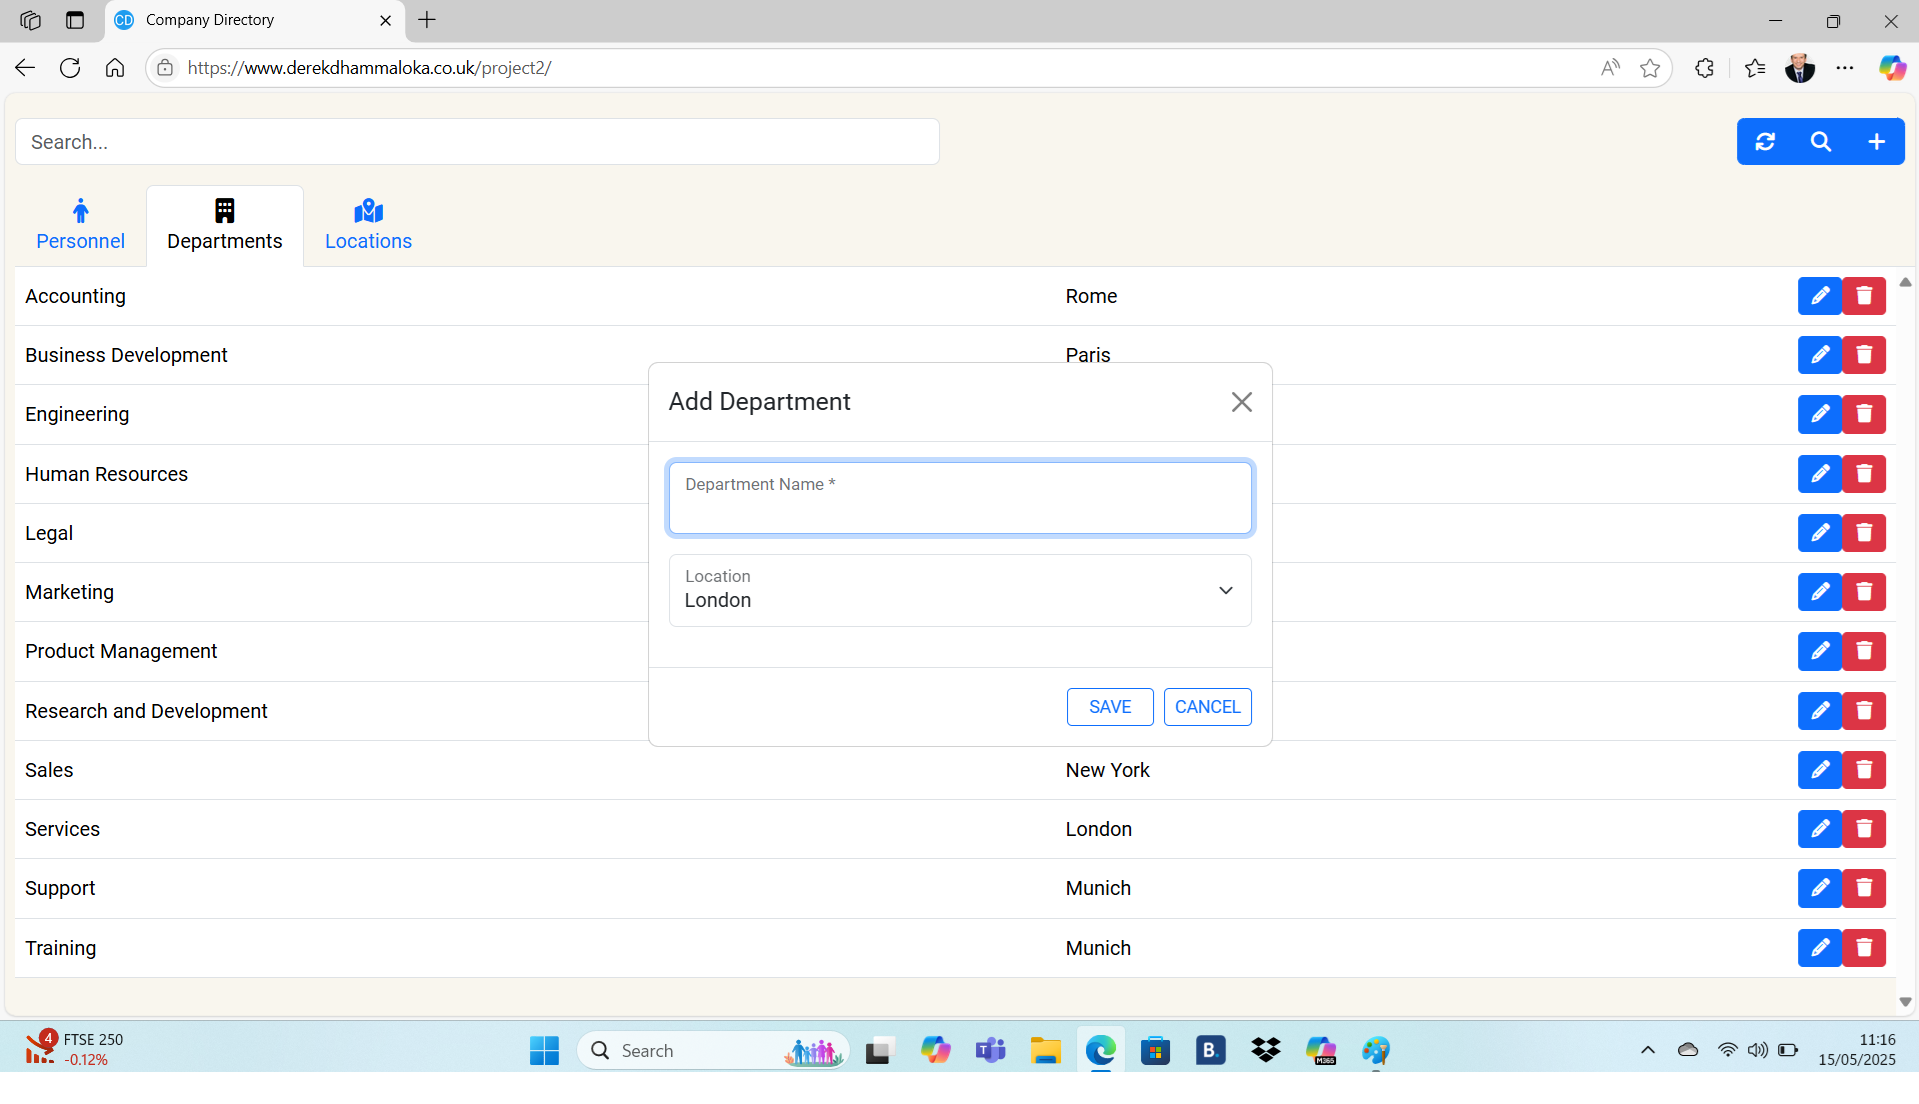 CD Company Directory
https://www.derekdhammaloka.co.uk/project2/
Search...
Personnel Departments Locations
Accounting Rome
Business Development Paris
Add Department
Engineering
Department Name *
Human Resources
Legal
Location
London
Marketing
Product Management
SAVE CANCEL
Research and Development
Sales New York
Services London
Support Munich
Training Munich
4 FTSE 250
-0.12%
Search
B.
M365
11:16
15/05/2025